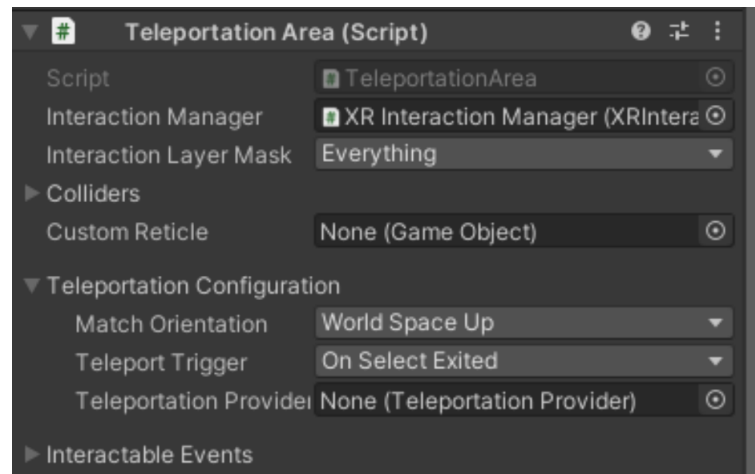 # Teleportation Area (Script)
Script # TeleportationArea
Interaction Manager # XR Interaction Manager (XRIntera
Interaction Layer Mask Everything
Colliders
Custom Reticle None (Game Object)
Teleportation Configuration
Match Orientation World Space Up
Teleport Trigger On Select Exited
Teleportation Provider None (Teleportation Provider)
Interactable Events